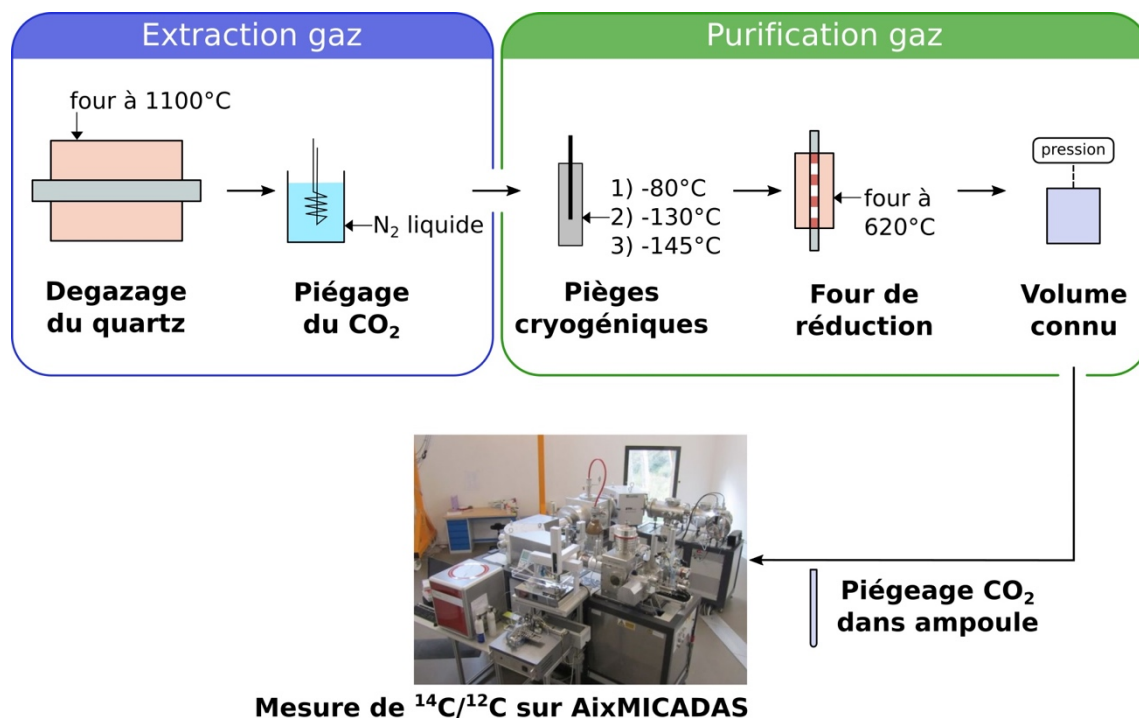 Extraction gaz
Purification gaz
four à 1100°C
N₂ liquide
Degazage
du quartz
Piégage
du CO₂
1) -80°C
2) -130°C
3) -145°C
Pièges
cryogéniques
four à
620°C
Four de
réduction
pression
Volume
connu
Piégeage CO₂
dans ampoule
Mesure de ¹⁴C/¹²C sur AixMICADAS